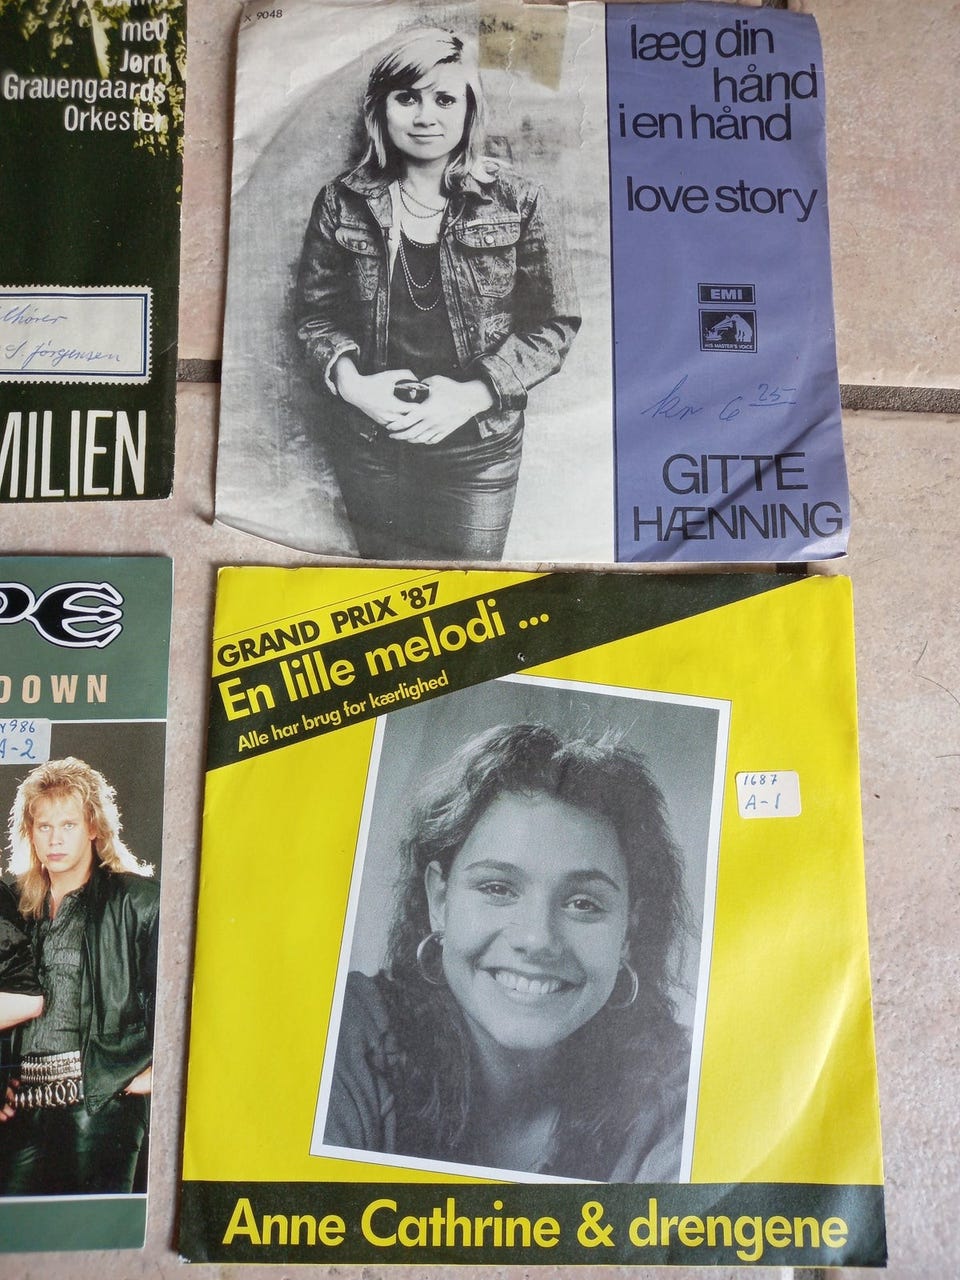 med
Jørn
Grauengaards
Orkester
S. Jørgensen
MILIEN
X 9048
læg din
hånd
i en hånd
love story
EMI
HIS MASTER'S VOICE
kr 6 25
GITTE
HÆNNING
PE
DOWN
986
A-2
GRAND PRIX '87
En lille melodi ...
Alle har brug for kærlighed
1687
A-1
Anne Cathrine & drengene